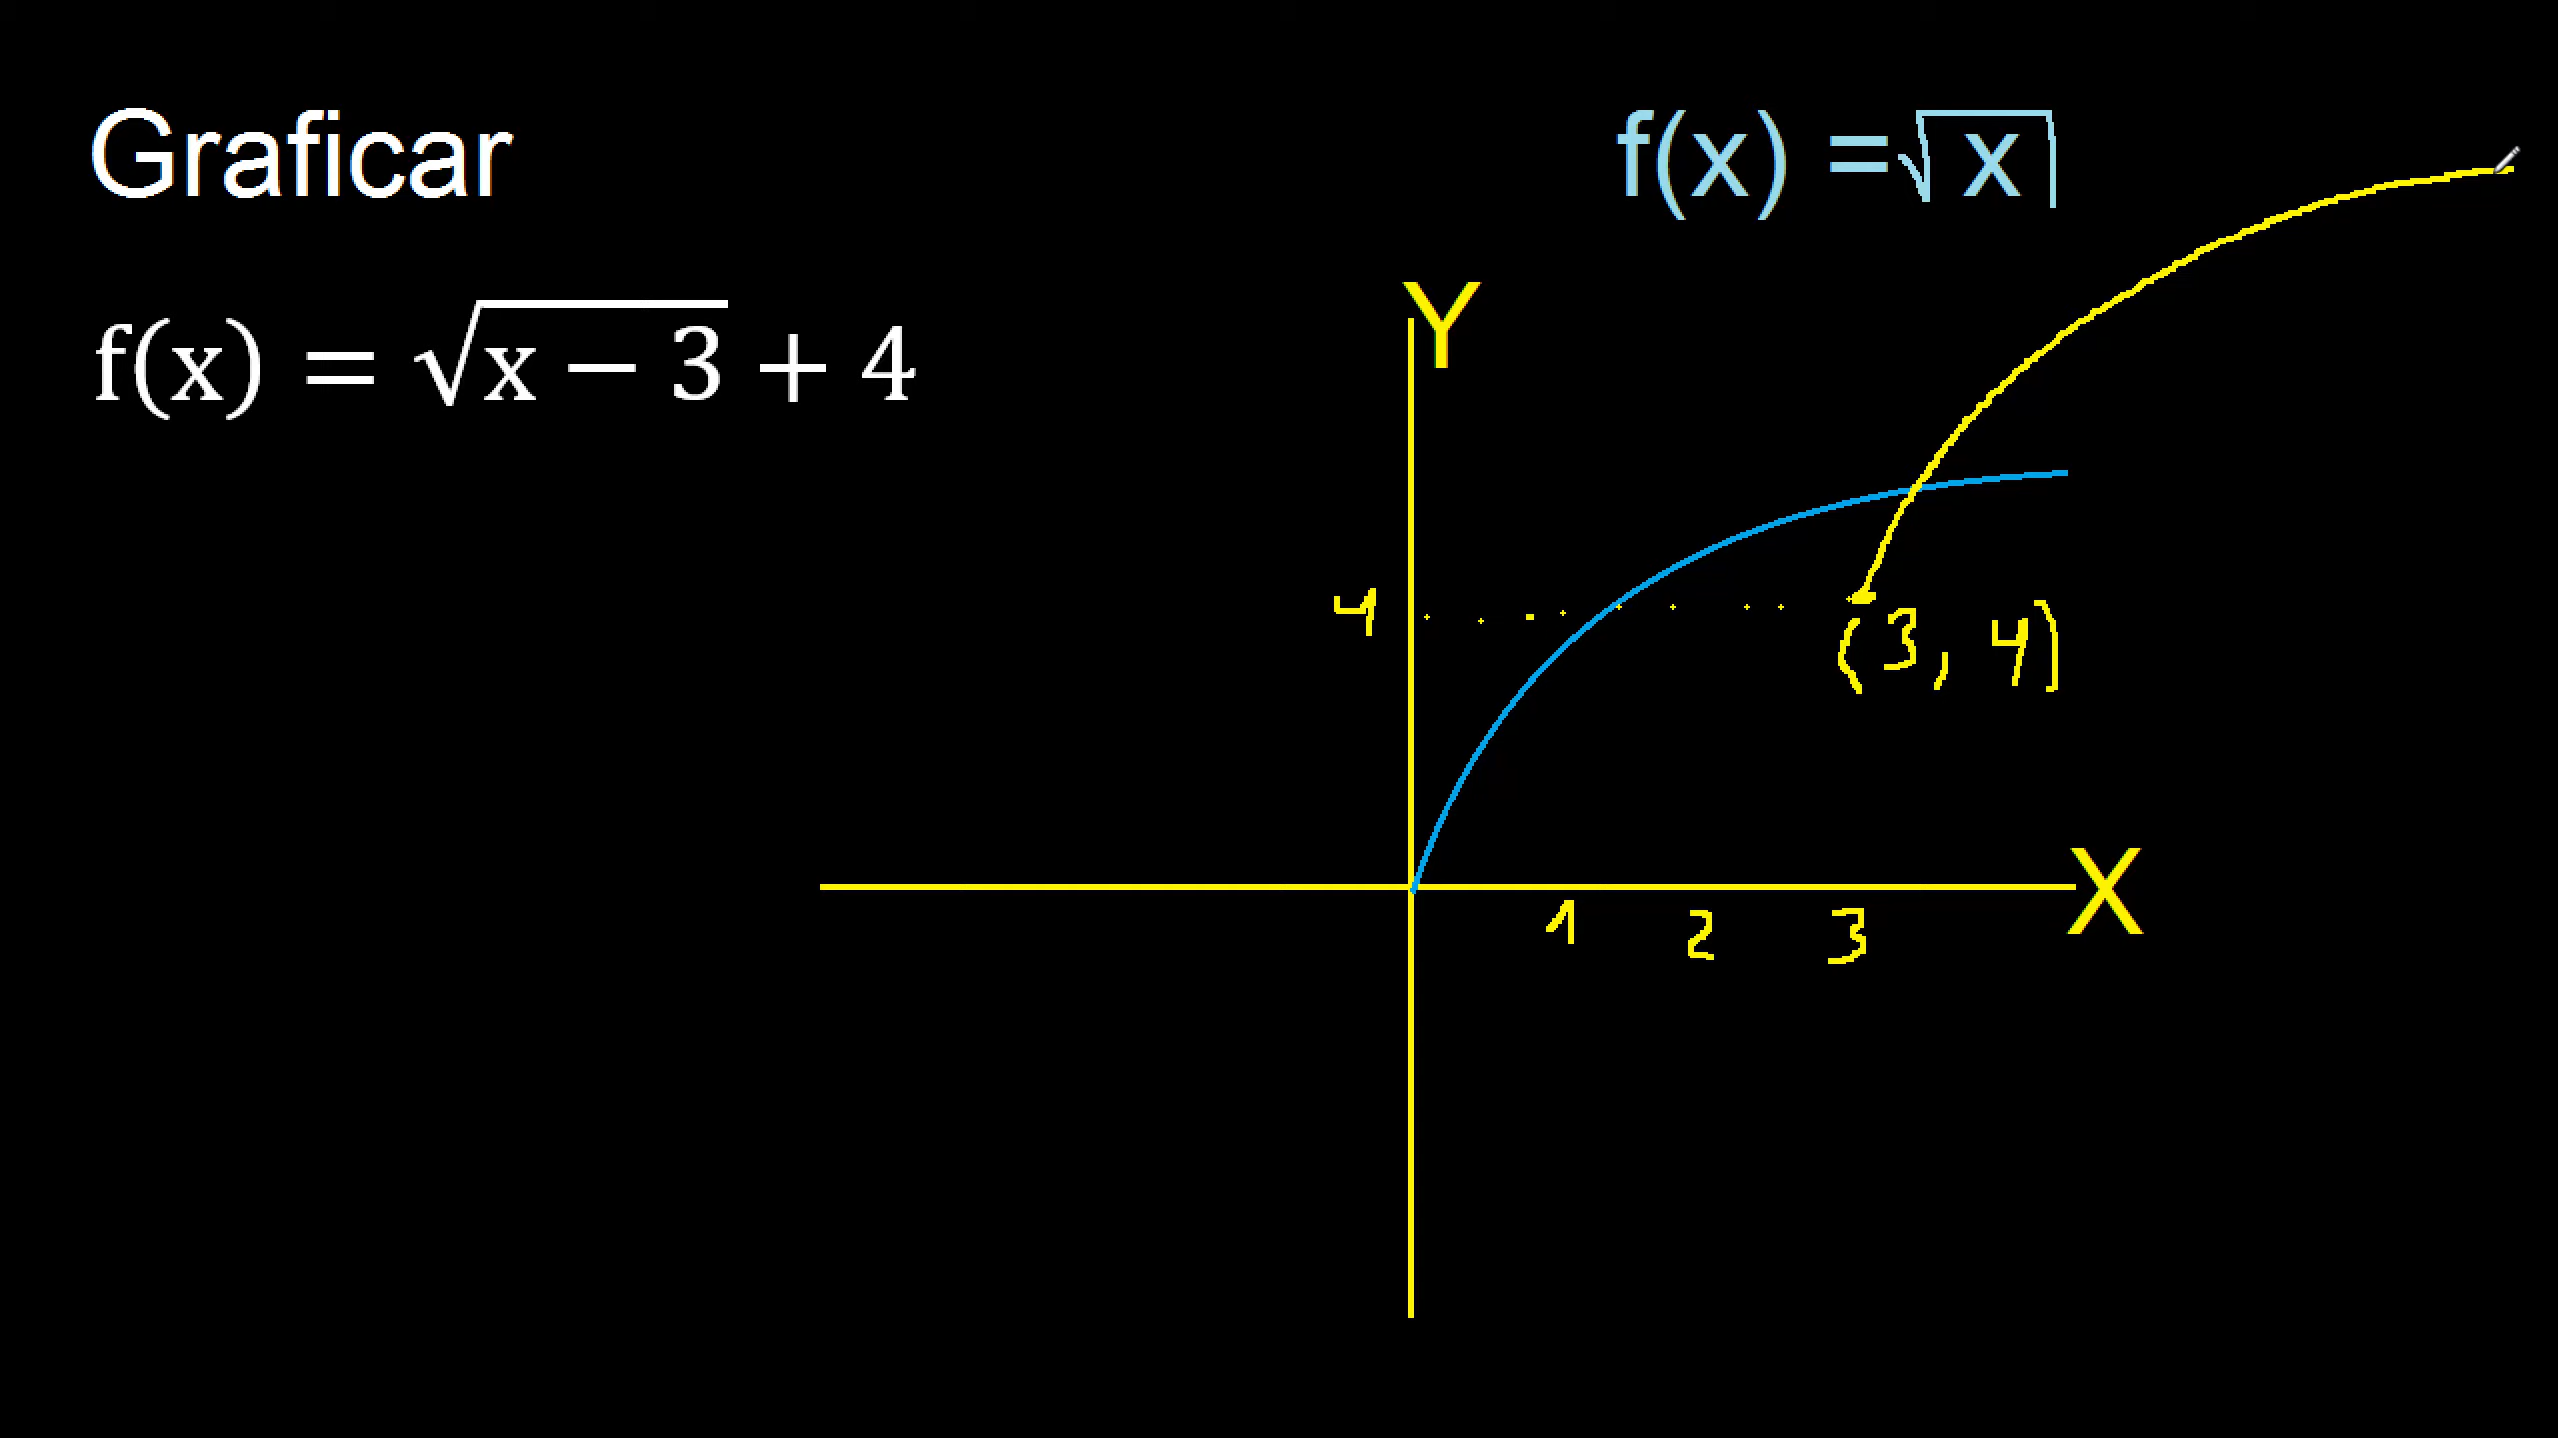 Graficar
f(x) = √x
f(x) = √x − 3 + 4
Y
4
(3, 4)
X
1 2 3